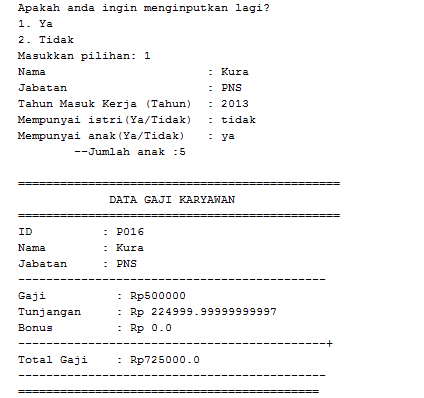 Apakah anda ingin menginputkan lagi?
1. Ya
2. Tidak
Masukkan pilihan: 1
Nama                       : Kura
Jabatan                    : PNS
Tahun Masuk Kerja (Tahun)  : 2013
Mempunyai istri(Ya/Tidak)  : tidak
Mempunyai anak(Ya/Tidak)   : ya
        --Jumlah anak :5
==============================================
             DATA GAJI KARYAWAN
==============================================
ID          : P016
Nama        : Kura
Jabatan     : PNS
--------------------------------------------
Gaji          : Rp500000
Tunjangan     : Rp 224999.99999999997
Bonus         : Rp 0.0
--------------------------------------------+
Total Gaji    : Rp725000.0
--------------------------------------------
===========================================